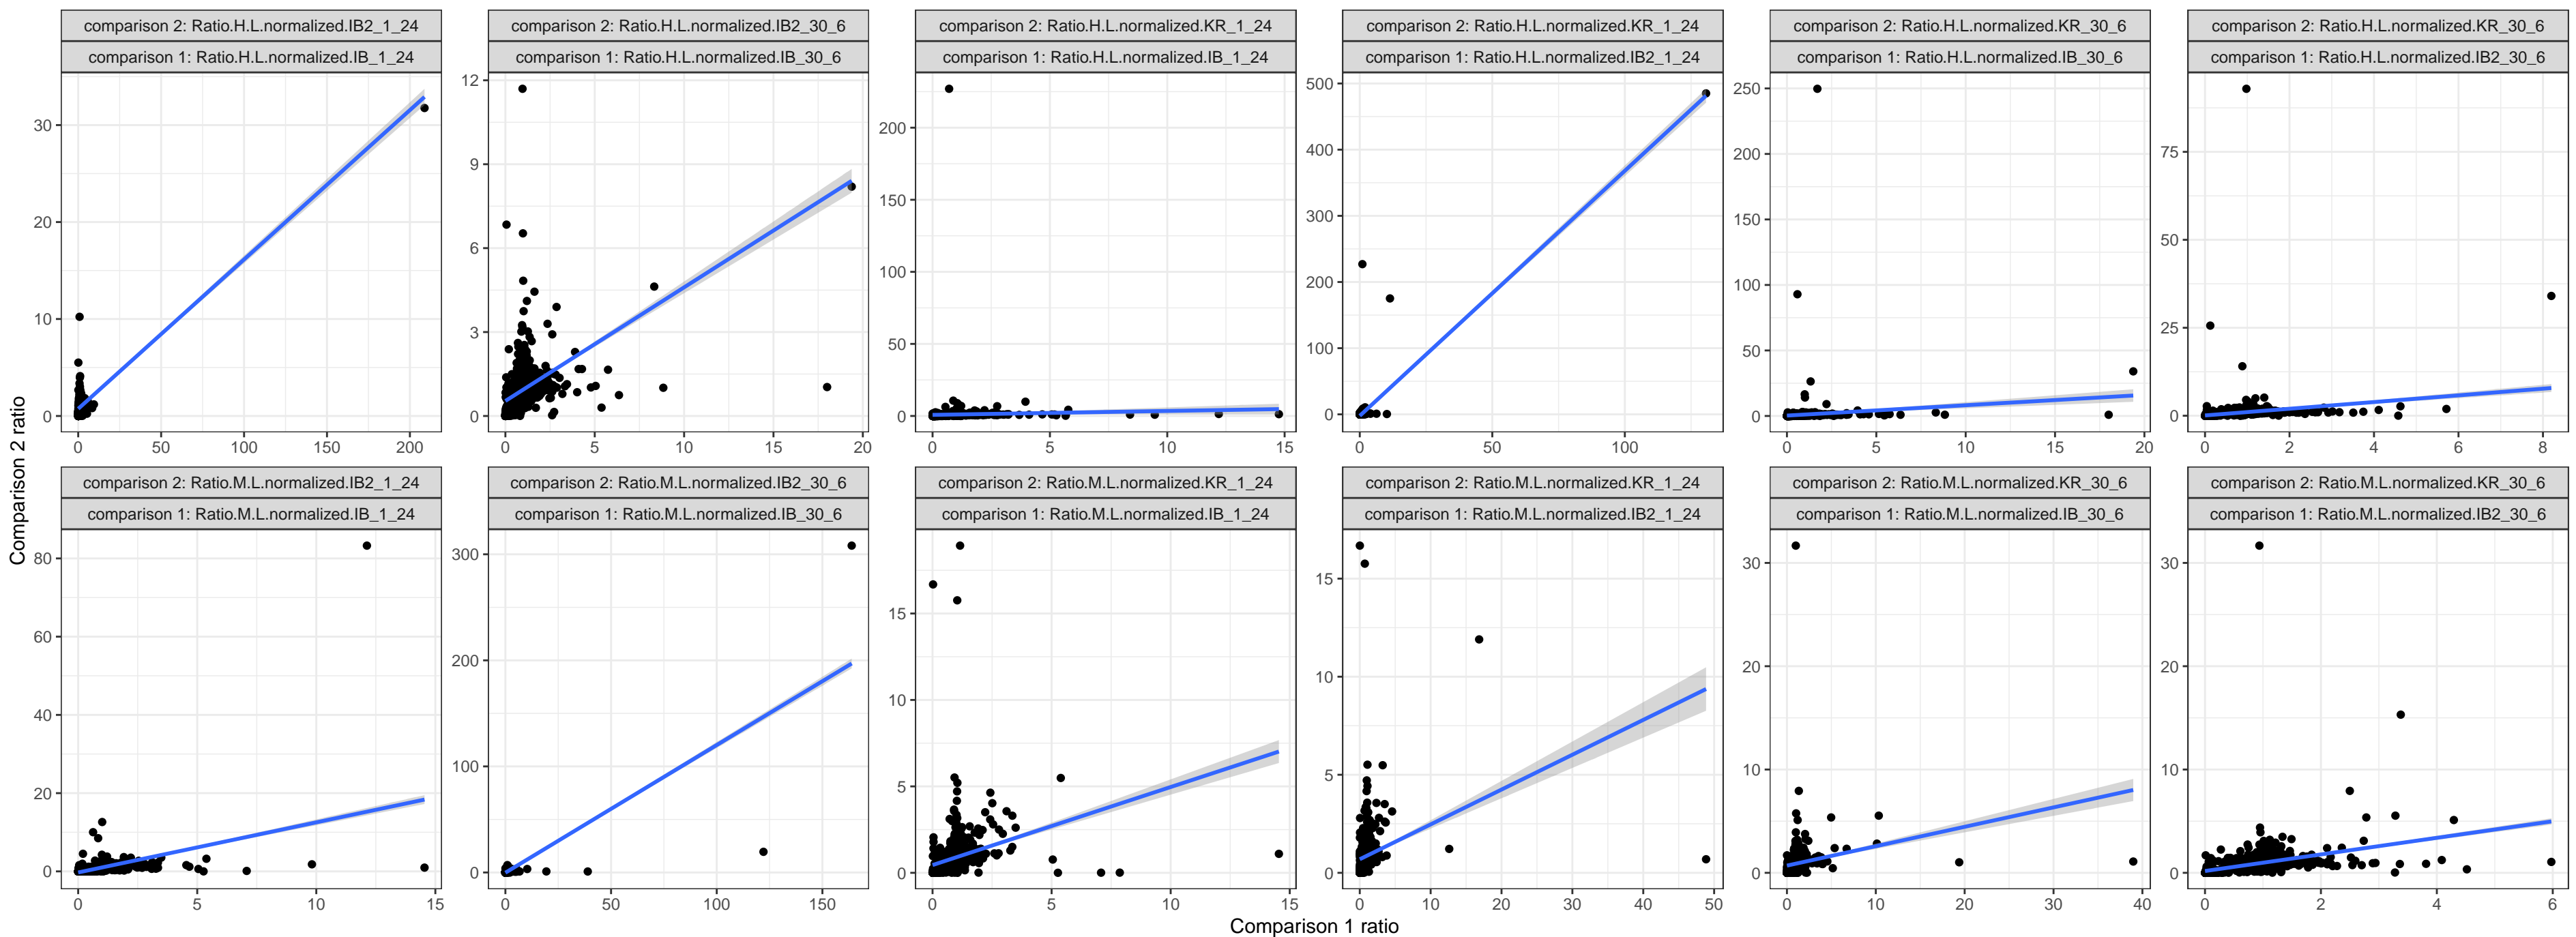 comparison 2: Ratio.H.L.normalized.IB2_1_24
comparison 1: Ratio.H.L.normalized.IB_1_24
30
20
10
0
0 50 100 150 200
comparison 2: Ratio.H.L.normalized.IB2_30_6
comparison 1: Ratio.H.L.normalized.IB_30_6
12
9
6
3
0
0 5 10 15 20
comparison 2: Ratio.H.L.normalized.KR_1_24
comparison 1: Ratio.H.L.normalized.IB_1_24
200
150
100
50
0
0 5 10 15
comparison 2: Ratio.H.L.normalized.KR_1_24
comparison 1: Ratio.H.L.normalized.IB2_1_24
500
400
300
200
100
0
0 50 100
comparison 2: Ratio.H.L.normalized.KR_30_6
comparison 1: Ratio.H.L.normalized.IB_30_6
250
200
150
100
50
0
0 5 10 15 20
comparison 2: Ratio.H.L.normalized.KR_30_6
comparison 1: Ratio.H.L.normalized.IB2_30_6
75
50
25
0
0 2 4 6 8
Comparison 2 ratio
comparison 2: Ratio.M.L.normalized.IB2_1_24
comparison 1: Ratio.M.L.normalized.IB_1_24
80
60
40
20
0
0 5 10 15
comparison 2: Ratio.M.L.normalized.IB2_30_6
comparison 1: Ratio.M.L.normalized.IB_30_6
300
200
100
0
0 50 100 150
comparison 2: Ratio.M.L.normalized.KR_1_24
comparison 1: Ratio.M.L.normalized.IB_1_24
15
10
5
0
0 5 10 15
comparison 2: Ratio.M.L.normalized.KR_1_24
comparison 1: Ratio.M.L.normalized.IB2_1_24
15
10
5
0
0 10 20 30 40 50
comparison 2: Ratio.M.L.normalized.KR_30_6
comparison 1: Ratio.M.L.normalized.IB_30_6
30
20
10
0
0 10 20 30 40
comparison 2: Ratio.M.L.normalized.KR_30_6
comparison 1: Ratio.M.L.normalized.IB2_30_6
30
20
10
0
0 2 4 6
Comparison 1 ratio